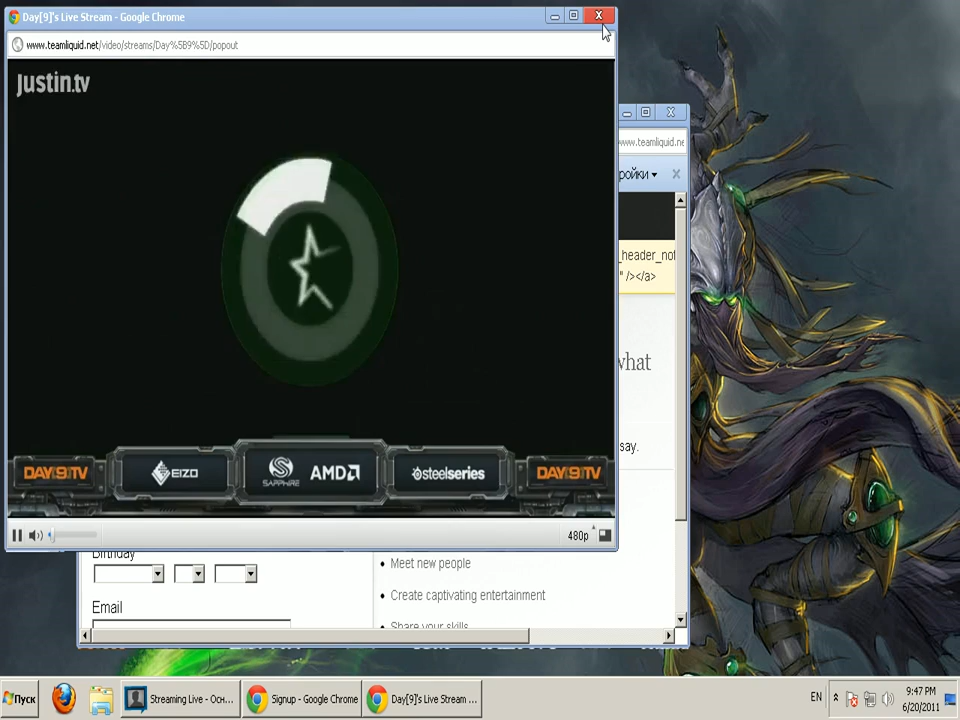 Day[9]'s Live Stream - Google Chrome
www.teamliquid.net/video/streams/Day%5B9%5D/popout
Justin.tv
www.teamliquid.ne
ройки
_header_not
" /></a>
what
say.
DAY[9]TV
EIZO
SAPPHIRE
AMD
steelseries
DAY[9]TV
480p
Birthday
Email
Meet new people
Create captivating entertainment
Share your skills
Пуск
Streaming Live - Осн...
Signup - Google Chrome
Day[9]'s Live Stream ...
EN
9:47 PM
6/20/2011